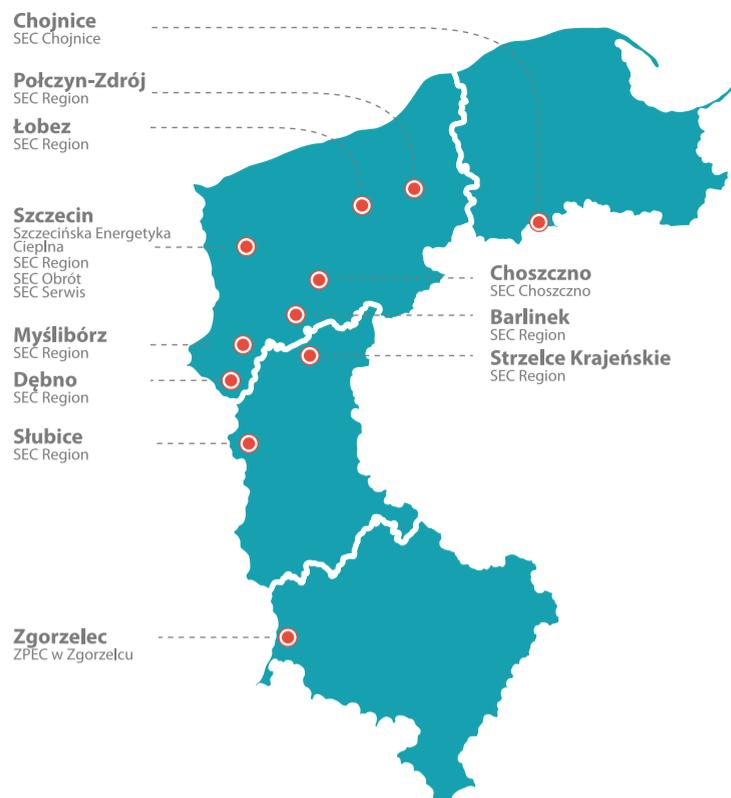 Chojnice
SEC Chojnice
Połczyn-Zdrój
SEC Region
Łobez
SEC Region
Szczecin
Szczecińska Energetyka
Cieplna
SEC Region
SEC Obrót
SEC Serwis
Myślibórz
SEC Region
Dębno
SEC Region
Słubice
SEC Region
Zgorzelec
ZPEC w Zgorzelcu
Choszczno
SEC Choszczno
Barlinek
SEC Region
Strzelce Krajeńskie
SEC Region